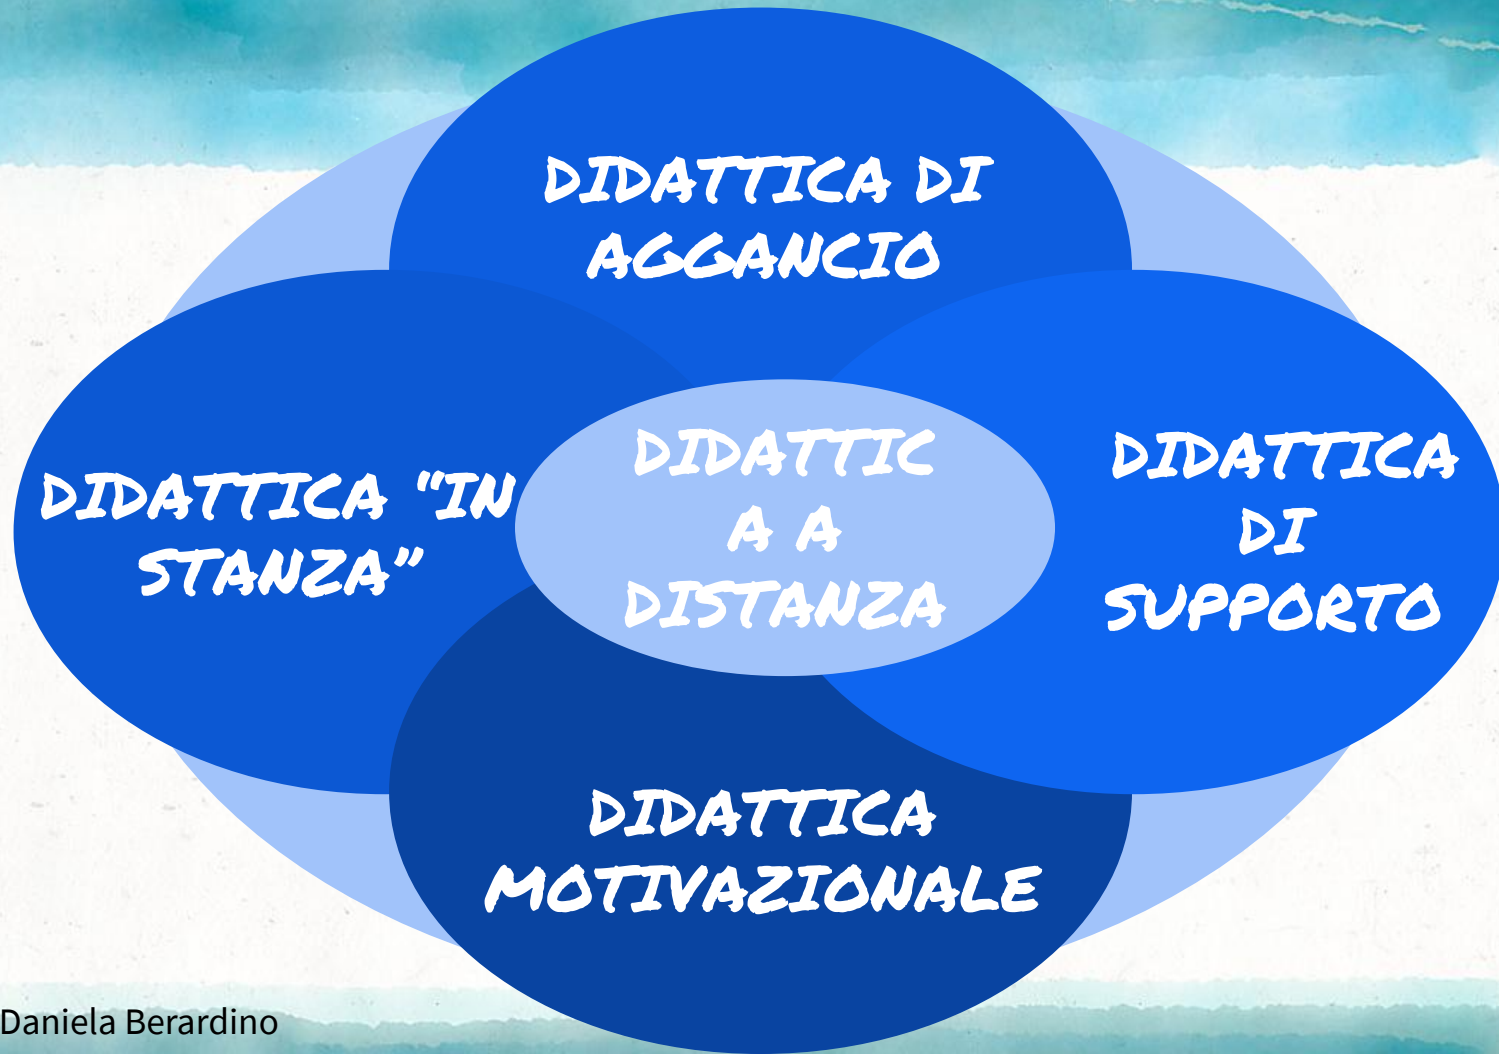 DIDATTICA DI
AGGANCIO
DIDATTICA "IN
STANZA"
DIDATTIC
A A
DISTANZA
DIDATTICA
DI
SUPPORTO
DIDATTICA
MOTIVAZIONALE
Daniela Berardino